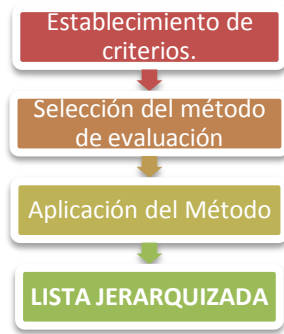 Establecimiento de
criterios.
Selección del método
de evaluación
Aplicación del Método
LISTA JERARQUIZADA